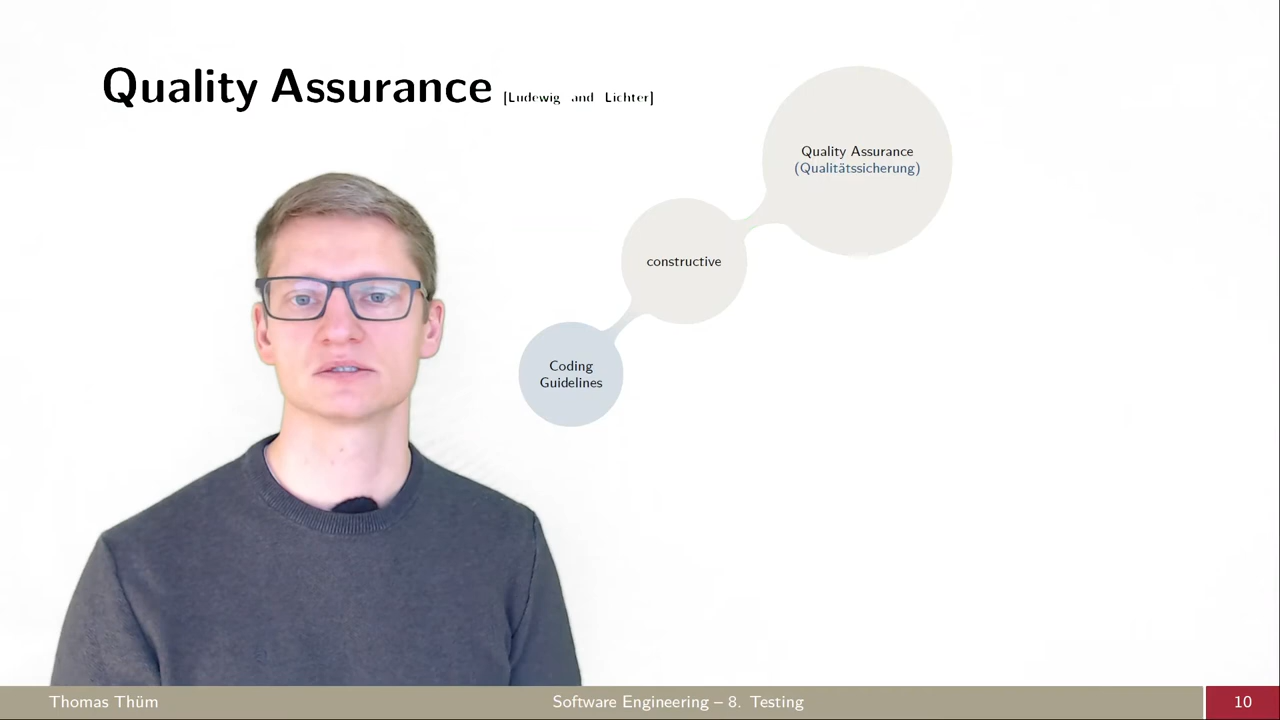 Quality Assurance [Ludewig and Lichter]
Quality Assurance
(Qualitätssicherung)
constructive
Coding
Guidelines
Thomas Thüm
Software Engineering – 8. Testing
10